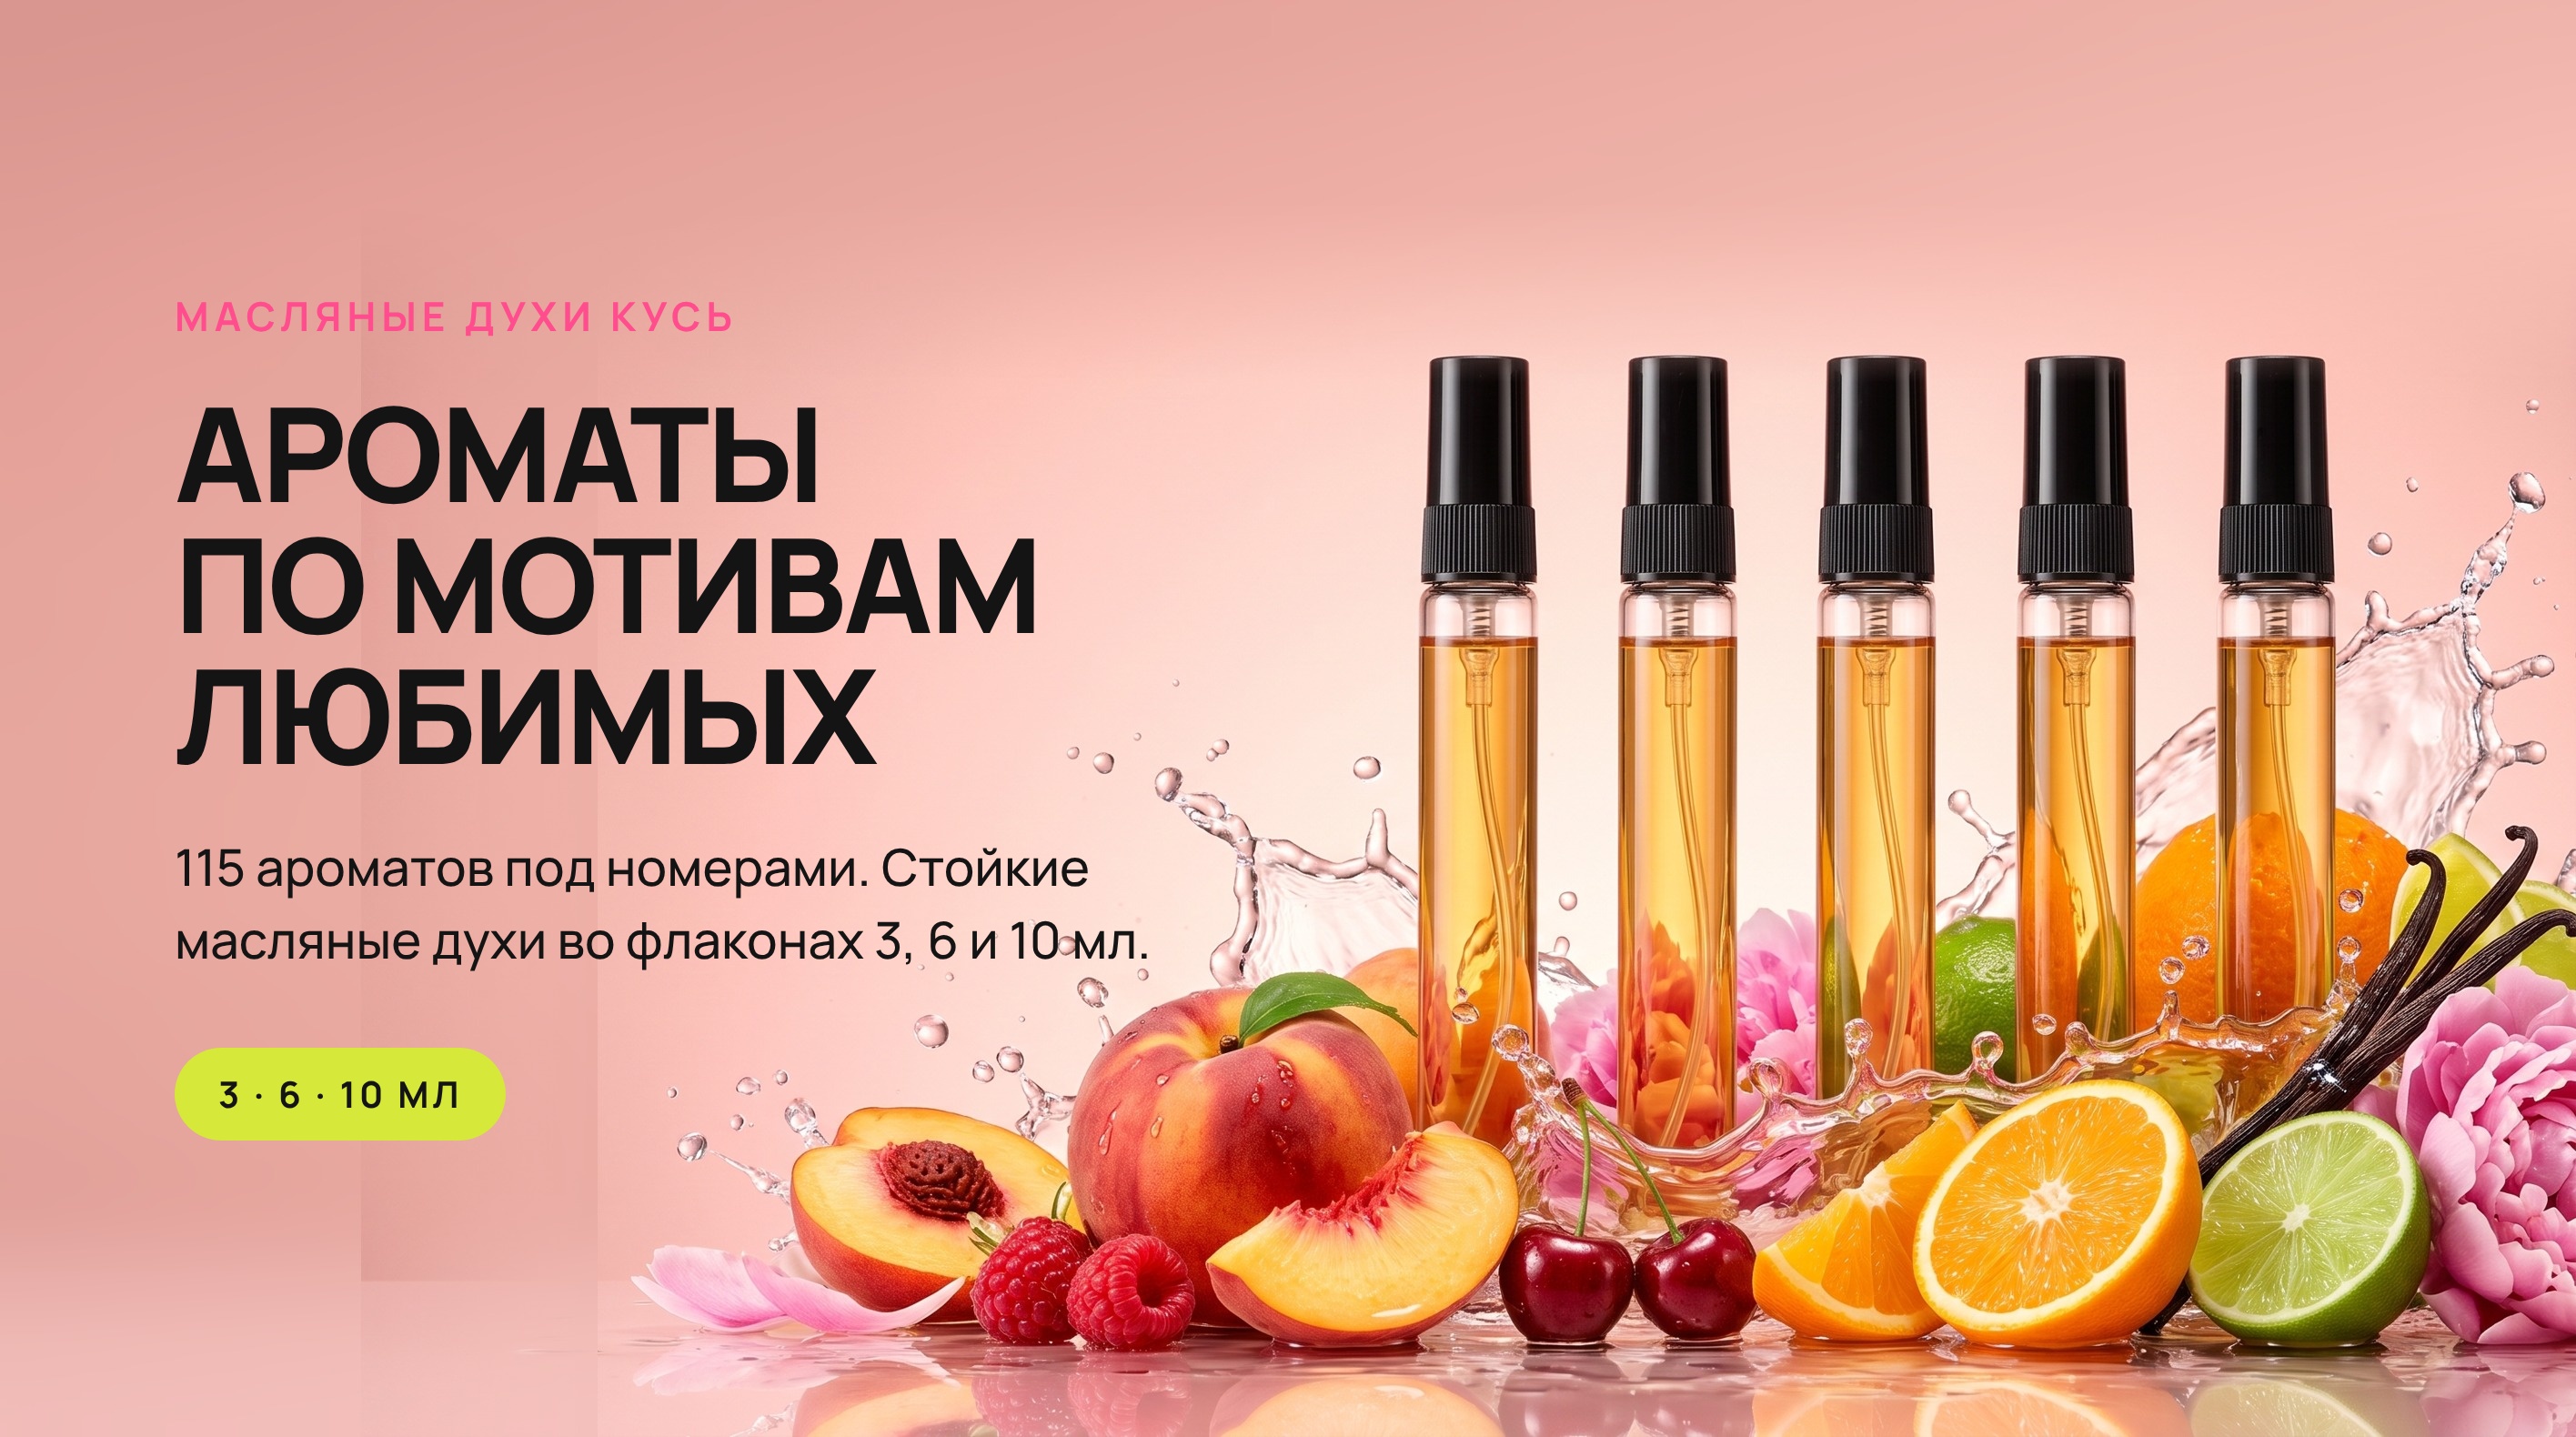 МАСЛЯНЫЕ ДУХИ КУСЬ
АРОМАТЫ
ПО МОТИВАМ
ЛЮБИМЫХ
115 ароматов под номерами. Стойкие
масляные духи во флаконах 3, 6 и 10 мл.
3 · 6 · 10 МЛ